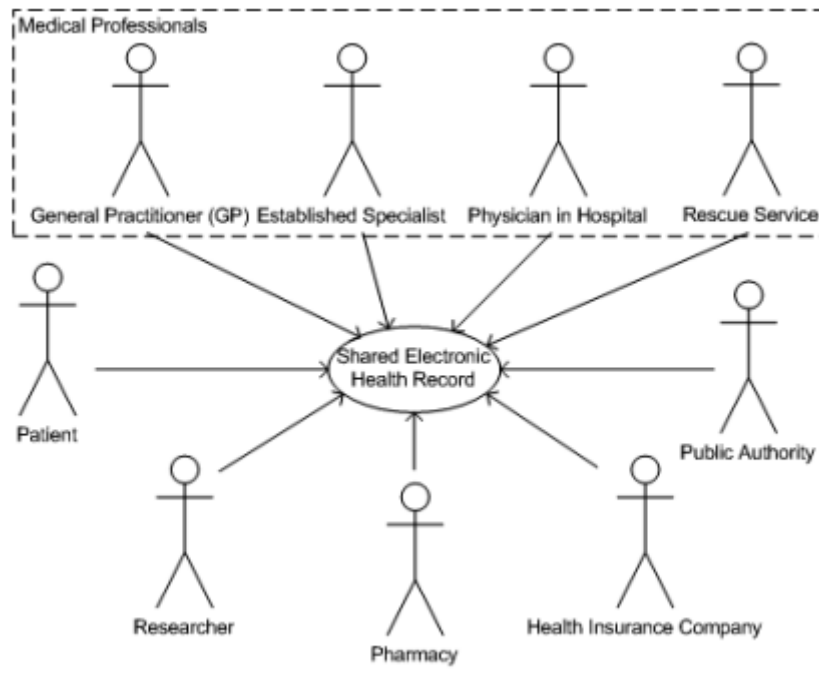 Medical Professionals
General Practitioner (GP)
Established Specialist
Physician in Hospital
Rescue Service
Shared Electronic
Health Record
Patient
Public Authority
Researcher
Health Insurance Company
Pharmacy